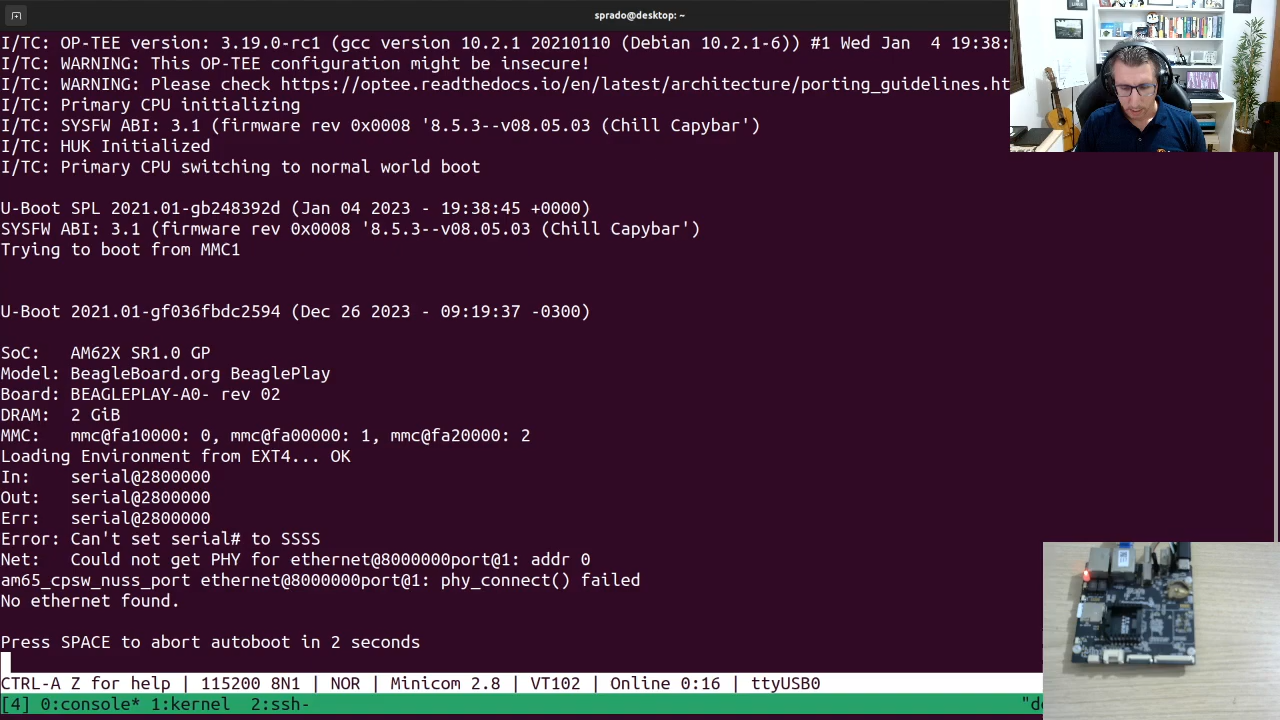 sprado@desktop: ~
I/TC: OP-TEE version: 3.19.0-rc1 (gcc version 10.2.1 20210110 (Debian 10.2.1-6)) #1 Wed Jan  4 19:38:
I/TC: WARNING: This OP-TEE configuration might be insecure!
I/TC: WARNING: Please check https://optee.readthedocs.io/en/latest/architecture/porting_guidelines.ht
I/TC: Primary CPU initializing
I/TC: SYSFW ABI: 3.1 (firmware rev 0x0008 '8.5.3--v08.05.03 (Chill Capybar')
I/TC: HUK Initialized
I/TC: Primary CPU switching to normal world boot
U-Boot SPL 2021.01-gb248392d (Jan 04 2023 - 19:38:45 +0000)
SYSFW ABI: 3.1 (firmware rev 0x0008 '8.5.3--v08.05.03 (Chill Capybar')
Trying to boot from MMC1
U-Boot 2021.01-gf036fbdc2594 (Dec 26 2023 - 09:19:37 -0300)
SoC:   AM62X SR1.0 GP
Model: BeagleBoard.org BeaglePlay
Board: BEAGLEPLAY-A0- rev 02
DRAM:  2 GiB
MMC:   mmc@fa10000: 0, mmc@fa00000: 1, mmc@fa20000: 2
Loading Environment from EXT4... OK
In:    serial@2800000
Out:   serial@2800000
Err:   serial@2800000
Error: Can't set serial# to SSSS
Net:   Could not get PHY for ethernet@8000000port@1: addr 0
am65_cpsw_nuss_port ethernet@8000000port@1: phy_connect() failed
No ethernet found.
Press SPACE to abort autoboot in 2 seconds
CTRL-A Z for help | 115200 8N1 | NOR | Minicom 2.8 | VT102 | Online 0:16 | ttyUSB0
[4] 0:console* 1:kernel  2:ssh-